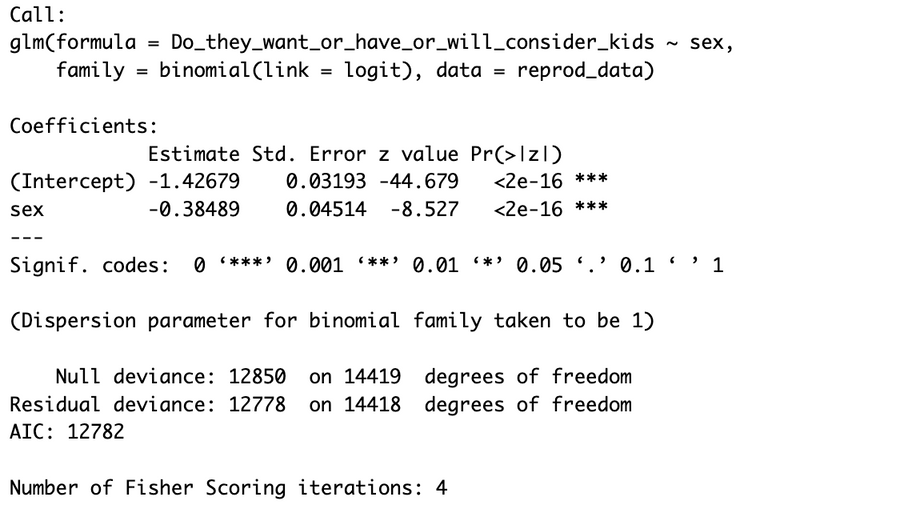 Call:
glm(formula = Do_they_want_or_have_or_will_consider_kids ~ sex,
    family = binomial(link = logit), data = reprod_data)

Coefficients:
            Estimate Std. Error z value Pr(>|z|)
(Intercept) -1.42679    0.03193 -44.679   <2e-16 ***
sex         -0.38489    0.04514  -8.527   <2e-16 ***
---
Signif. codes:  0 ‘***’ 0.001 ‘**’ 0.01 ‘*’ 0.05 ‘.’ 0.1 ‘ ’ 1

(Dispersion parameter for binomial family taken to be 1)

    Null deviance: 12850  on 14419  degrees of freedom
Residual deviance: 12778  on 14418  degrees of freedom
AIC: 12782

Number of Fisher Scoring iterations: 4